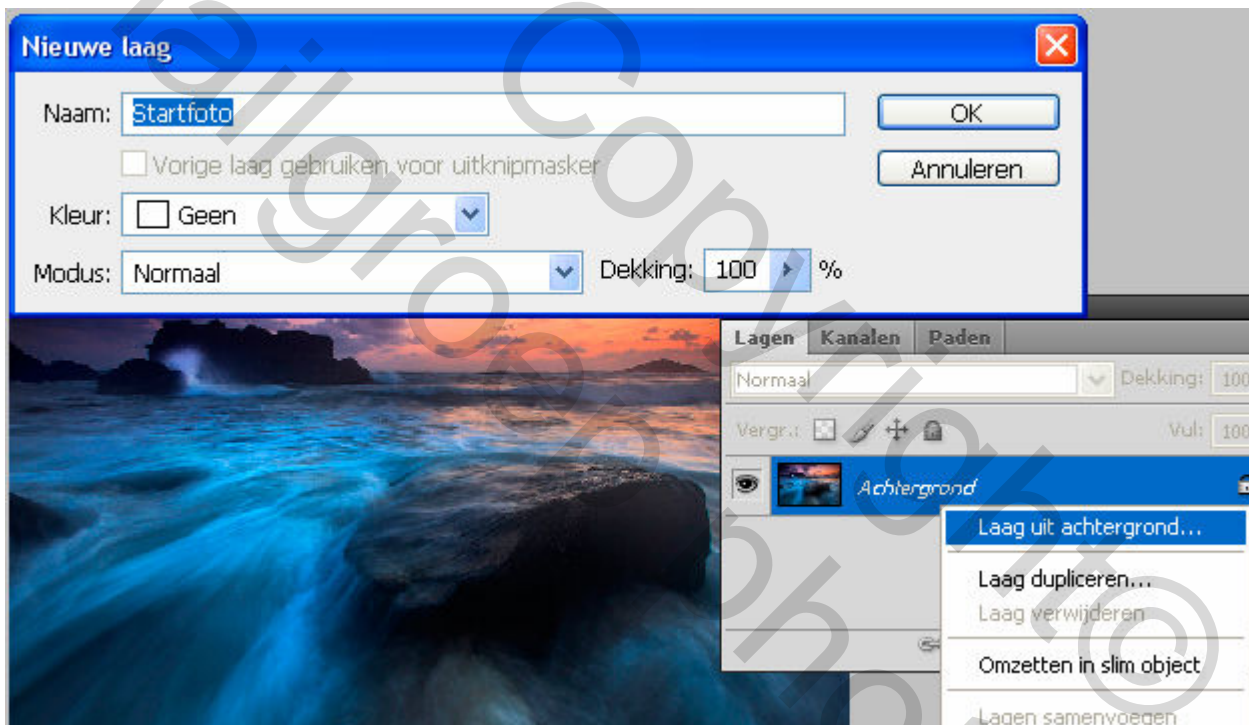 Nieuwe laag
Naam: Startfoto
OK
Vorige laag gebruiken voor uitknipmasker
Annuleren
Kleur: Geen
Modus: Normaal Dekking: 100 %
Lagen Kanalen Paden
Normaal Dekking: 100
Vergr.: Vul: 100
Achtergrond
Laag uit achtergrond...
Laag dupliceren...
Laag verwijderen
Omzetten in slim object
Lagen samenvoegen
Copyright©